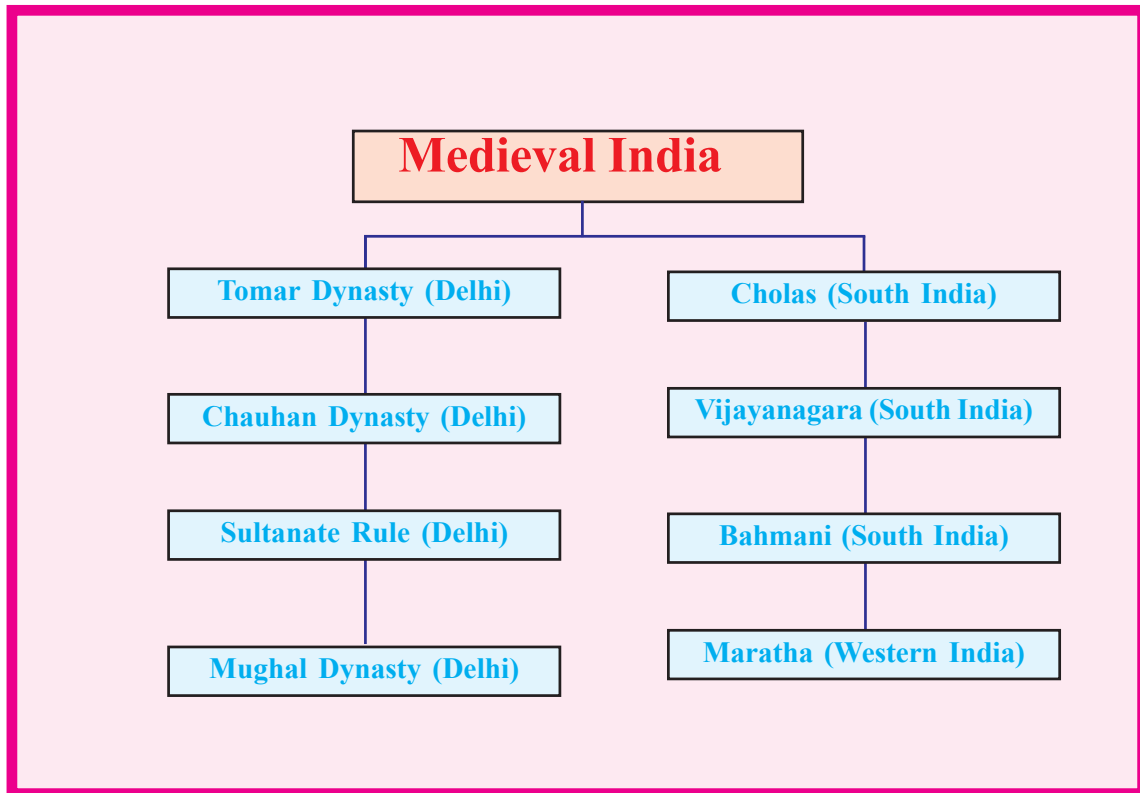 Medieval India
Tomar Dynasty (Delhi)
Chauhan Dynasty (Delhi)
Sultanate Rule (Delhi)
Mughal Dynasty (Delhi)
Cholas (South India)
Vijayanagara (South India)
Bahmani (South India)
Maratha (Western India)